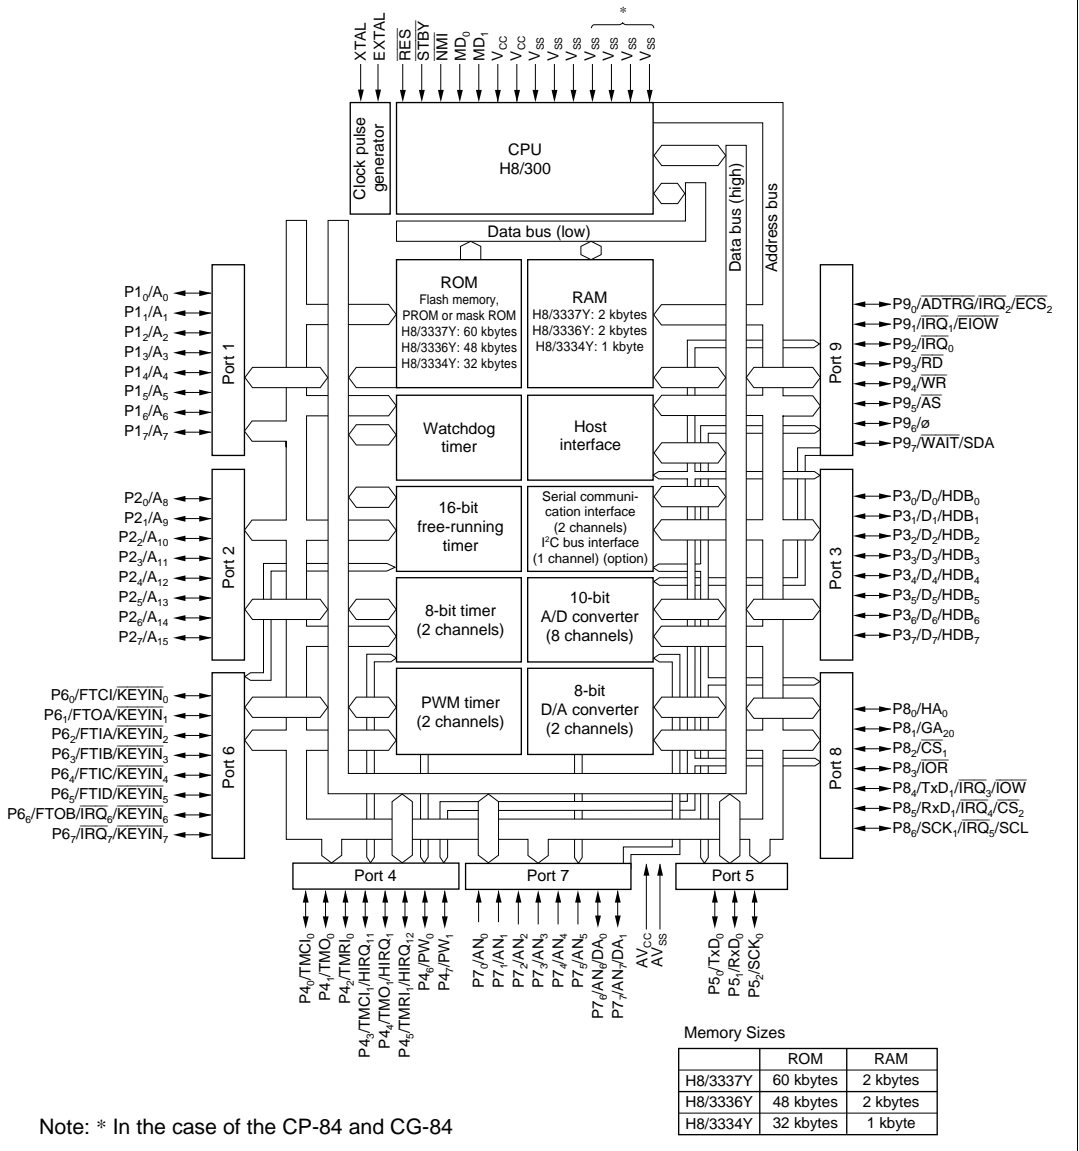 *
XTAL
EXTAL
RES
STBY
NMI
MD0
MD1
VCC
VCC
VSS
VSS
VSS
VSS
VSS
VSS
VSS
Clock pulse
generator
CPU
H8/300
Data bus (low)
Data bus (high)
Address bus
ROM
Flash memory,
PROM or mask ROM
H8/3337Y: 60 kbytes
H8/3336Y: 48 kbytes
H8/3334Y: 32 kbytes
RAM
H8/3337Y: 2 kbytes
H8/3336Y: 2 kbytes
H8/3334Y: 1 kbyte
Watchdog
timer
Host
interface
16-bit
free-running
timer
Serial communi-
cation interface
(2 channels)
I2C bus interface
(1 channel) (option)
8-bit timer
(2 channels)
10-bit
A/D converter
(8 channels)
PWM timer
(2 channels)
8-bit
D/A converter
(2 channels)
Port 1
P10/A0
P11/A1
P12/A2
P13/A3
P14/A4
P15/A5
P16/A6
P17/A7
Port 2
P20/A8
P21/A9
P22/A10
P23/A11
P24/A12
P25/A13
P26/A14
P27/A15
Port 6
P60/FTCI/KEYIN0
P61/FTOA/KEYIN1
P62/FTIA/KEYIN2
P63/FTIB/KEYIN3
P64/FTIC/KEYIN4
P65/FTID/KEYIN5
P66/FTOB/IRQ6/KEYIN6
P67/IRQ7/KEYIN7
Port 9
P90/ADTRG/IRQ2/ECS2
P91/IRQ1/EIOW
P92/IRQ0
P93/RD
P94/WR
P95/AS
P96/ø
P97/WAIT/SDA
Port 3
P30/D0/HDB0
P31/D1/HDB1
P32/D2/HDB2
P33/D3/HDB3
P34/D4/HDB4
P35/D5/HDB5
P36/D6/HDB6
P37/D7/HDB7
Port 8
P80/HA0
P81/GA20
P82/CS1
P83/IOR
P84/TxD1/IRQ3/IOW
P85/RxD1/IRQ4/CS2
P86/SCK1/IRQ5/SCL
Port 4
P40/TMCI0
P41/TMO0
P42/TMRI0
P43/TMCI1/HIRQ11
P44/TMO1/HIRQ1
P45/TMRI1/HIRQ12
P46/PW0
P47/PW1
Port 7
P70/AN0
P71/AN1
P72/AN2
P73/AN3
P74/AN4
P75/AN5
P76/AN6/DA0
P77/AN7/DA1
AVCC
AVSS
Port 5
P50/TxD0
P51/RxD0
P52/SCK0
Memory Sizes
ROM RAM
H8/3337Y 60 kbytes 2 kbytes
H8/3336Y 48 kbytes 2 kbytes
H8/3334Y 32 kbytes 1 kbyte
Note: * In the case of the CP-84 and CG-84